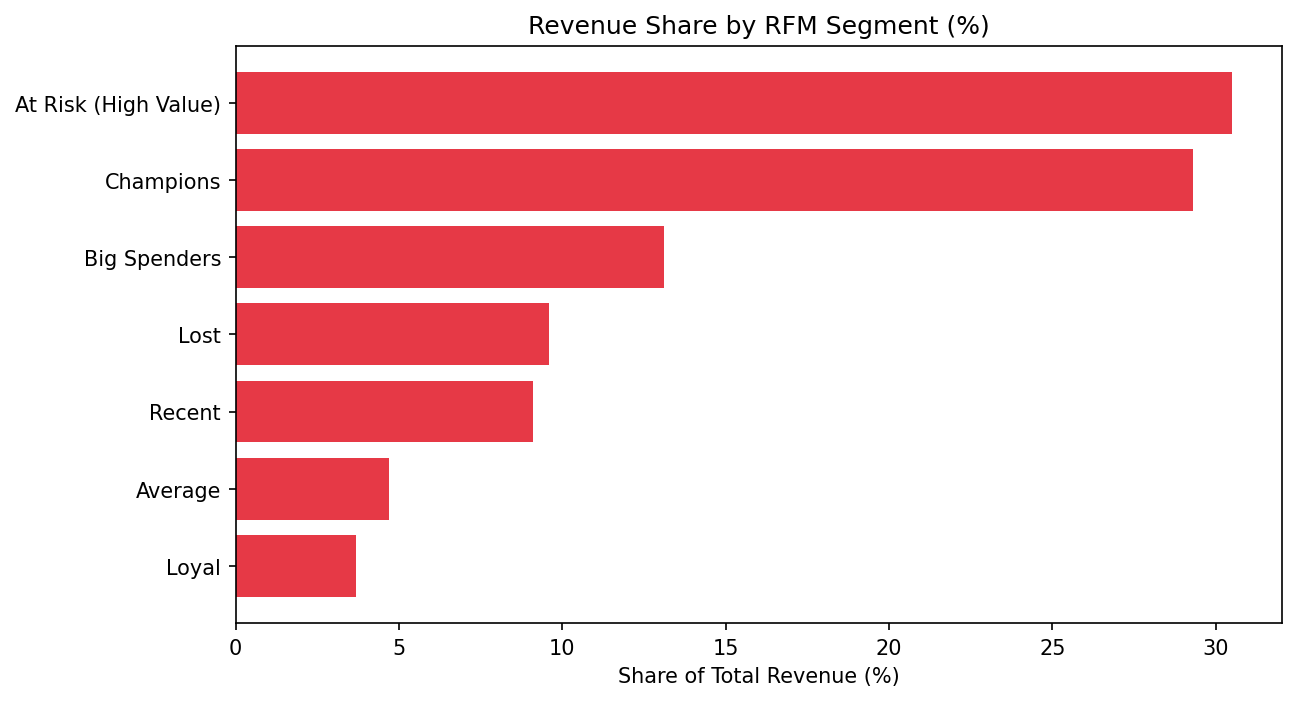 Revenue Share by RFM Segment (%)
At Risk (High Value)
Champions
Big Spenders
Lost
Recent
Average
Loyal
0 5 10 15 20 25 30
Share of Total Revenue (%)